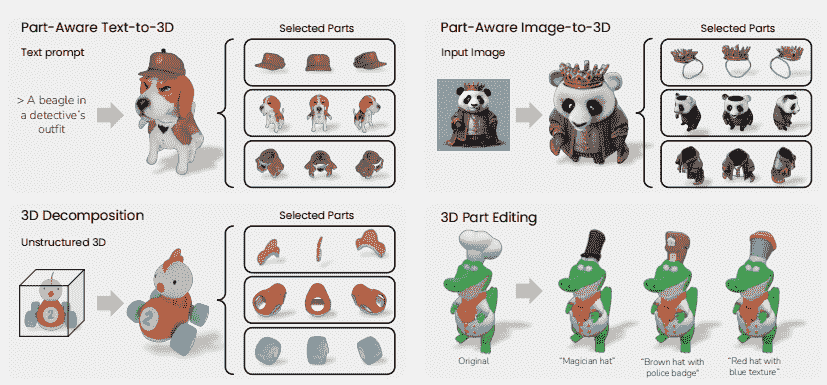 Part-Aware Text-to-3D
Text prompt
> A beagle in
a detective's
outfit
Selected Parts
Part-Aware Image-to-3D
Input Image
Selected Parts
3D Decomposition
Unstructured 3D
2
2
Selected Parts
3D Part Editing
Original
"Magician hat"
"Brown hat with
police badge"
"Red hat with
blue texture"